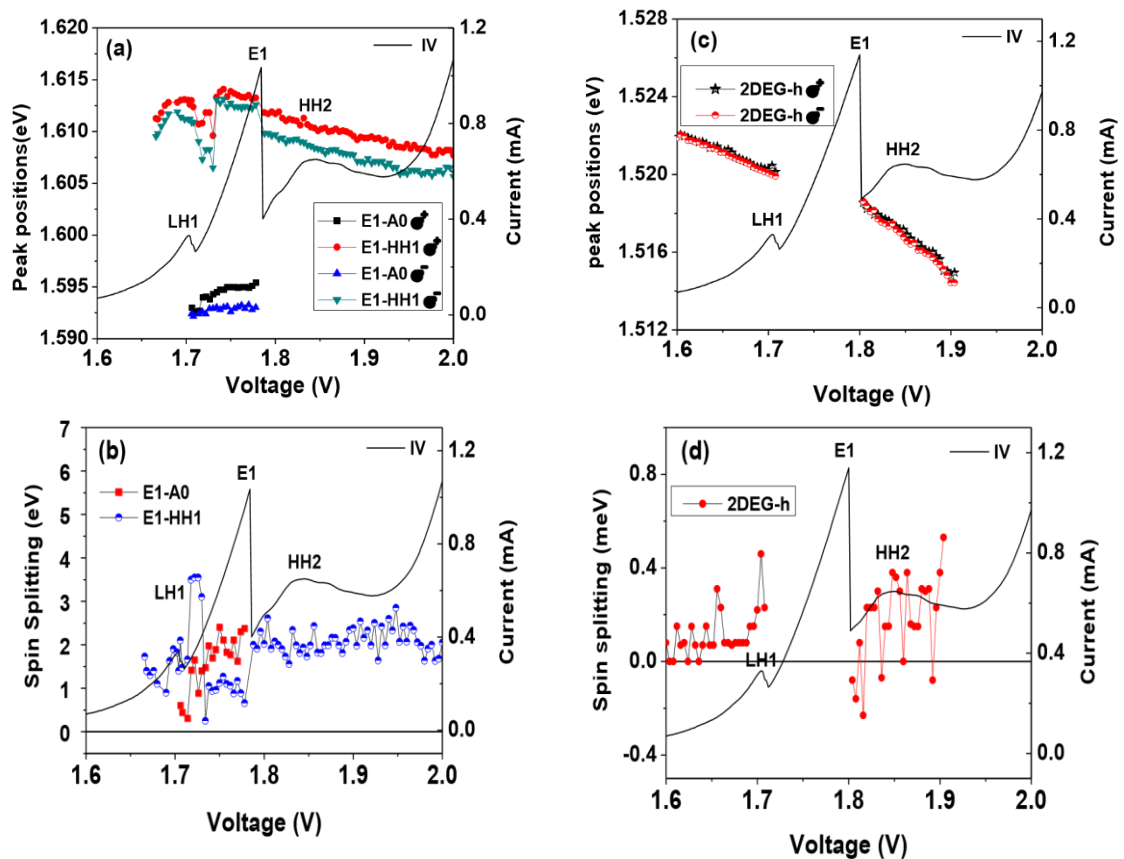 (a)
IV
E1
HH2
LH1
E1-A0 +
E1-HH1 +
E1-A0 -
E1-HH1 -
Peak positions(eV)
1.620
1.615
1.610
1.605
1.600
1.595
1.590
1.6 1.7 1.8 1.9 2.0
Voltage (V)
1.2
0.8
0.4
0.0
Current (mA)
(c)
IV
E1
2DEG-h +
2DEG-h -
HH2
LH1
peak positions (eV)
1.528
1.524
1.520
1.516
1.512
1.6 1.7 1.8 1.9 2.0
Voltage (V)
1.2
0.9
0.6
0.3
0.0
Current (mA)
(b)
IV
E1
E1-A0
E1-HH1
HH2
LH1
Spin Splitting (eV)
7
6
5
4
3
2
1
0
1.6 1.7 1.8 1.9 2.0
Voltage (V)
1.2
0.8
0.4
0.0
Current (mA)
(d)
IV
E1
2DEG-h
HH2
LH1
Spin splitting (meV)
0.8
0.4
0.0
-0.4
1.6 1.7 1.8 1.9 2.0
Voltage (V)
1.2
0.9
0.6
0.3
0.0
Current (mA)